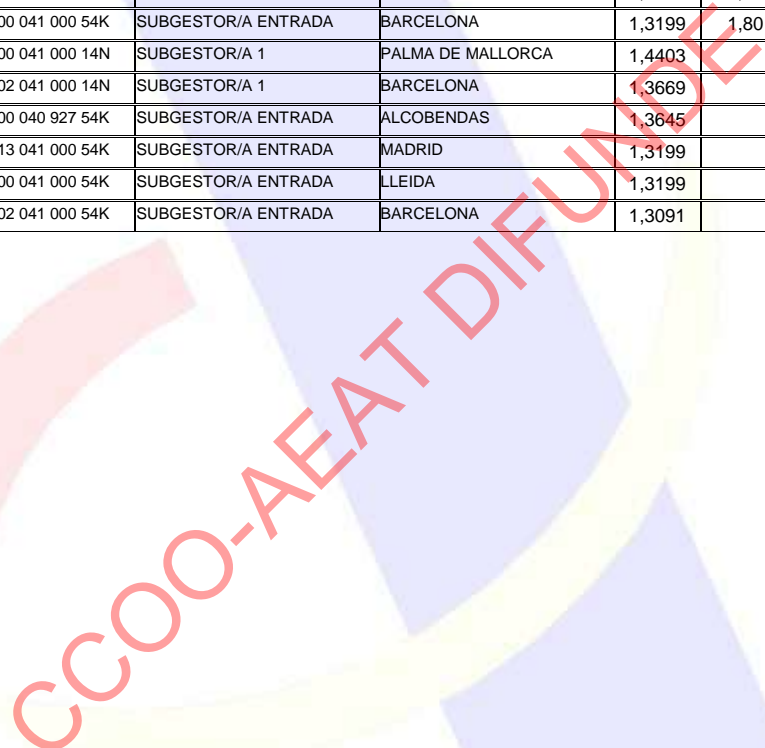 00 041 000 54K SUBGESTOR/A ENTRADA BARCELONA 1,3199 1,80
00 041 000 14N SUBGESTOR/A 1 PALMA DE MALLORCA 1,4403
02 041 000 14N SUBGESTOR/A 1 BARCELONA 1,3669
00 040 927 54K SUBGESTOR/A ENTRADA ALCOBENDAS 1,3645
13 041 000 54K SUBGESTOR/A ENTRADA MADRID 1,3199
00 041 000 54K SUBGESTOR/A ENTRADA LLEIDA 1,3199
02 041 000 54K SUBGESTOR/A ENTRADA BARCELONA 1,3091
CCOO-AEAT DIFUNDE